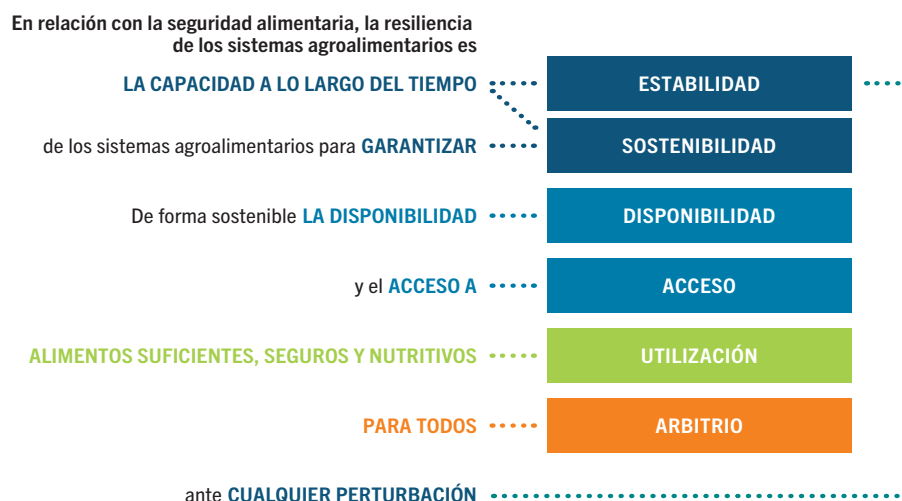 En relación con la seguridad alimentaria, la resiliencia
de los sistemas agroalimentarios es
LA CAPACIDAD A LO LARGO DEL TIEMPO
ESTABILIDAD
de los sistemas agroalimentarios para GARANTIZAR
SOSTENIBILIDAD
De forma sostenible LA DISPONIBILIDAD
DISPONIBILIDAD
y el ACCESO A
ACCESO
ALIMENTOS SUFICIENTES, SEGUROS Y NUTRITIVOS
UTILIZACIÓN
PARA TODOS
ARBITRIO
ante CUALQUIER PERTURBACIÓN